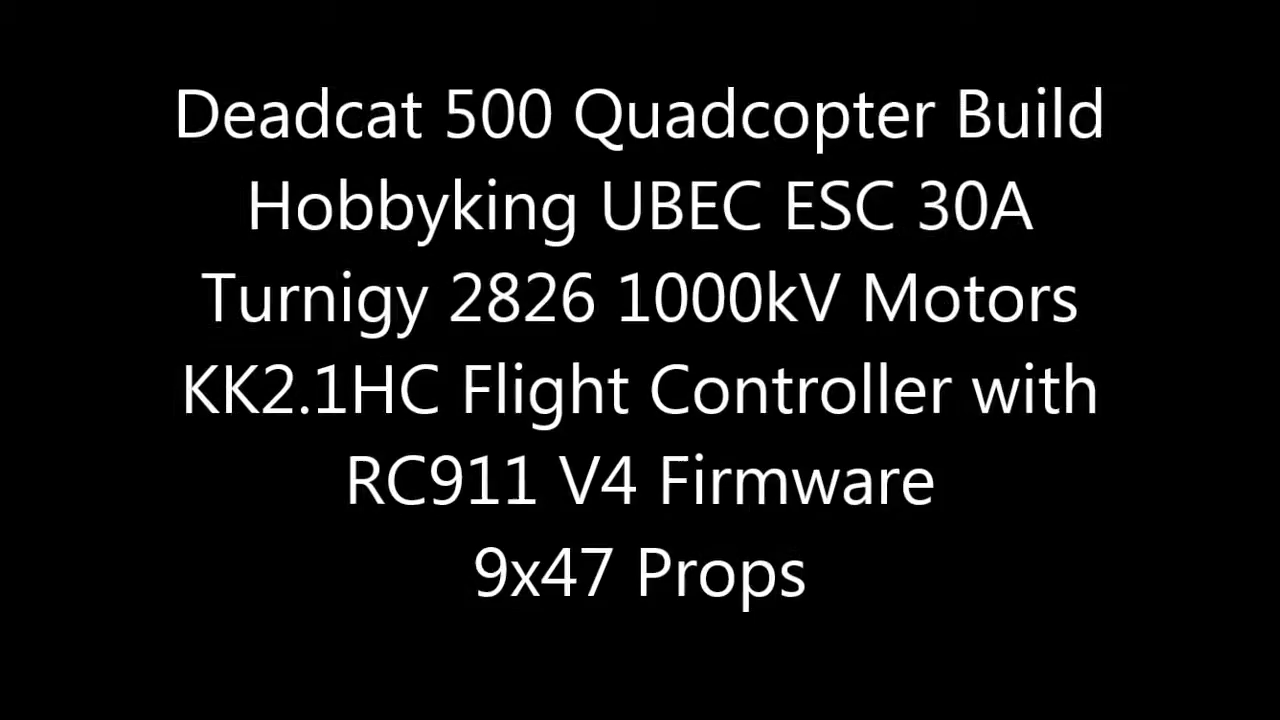 Deadcat 500 Quadcopter Build
Hobbyking UBEC ESC 30A
Turnigy 2826 1000kV Motors
KK2.1HC Flight Controller with
RC911 V4 Firmware
9x47 Props